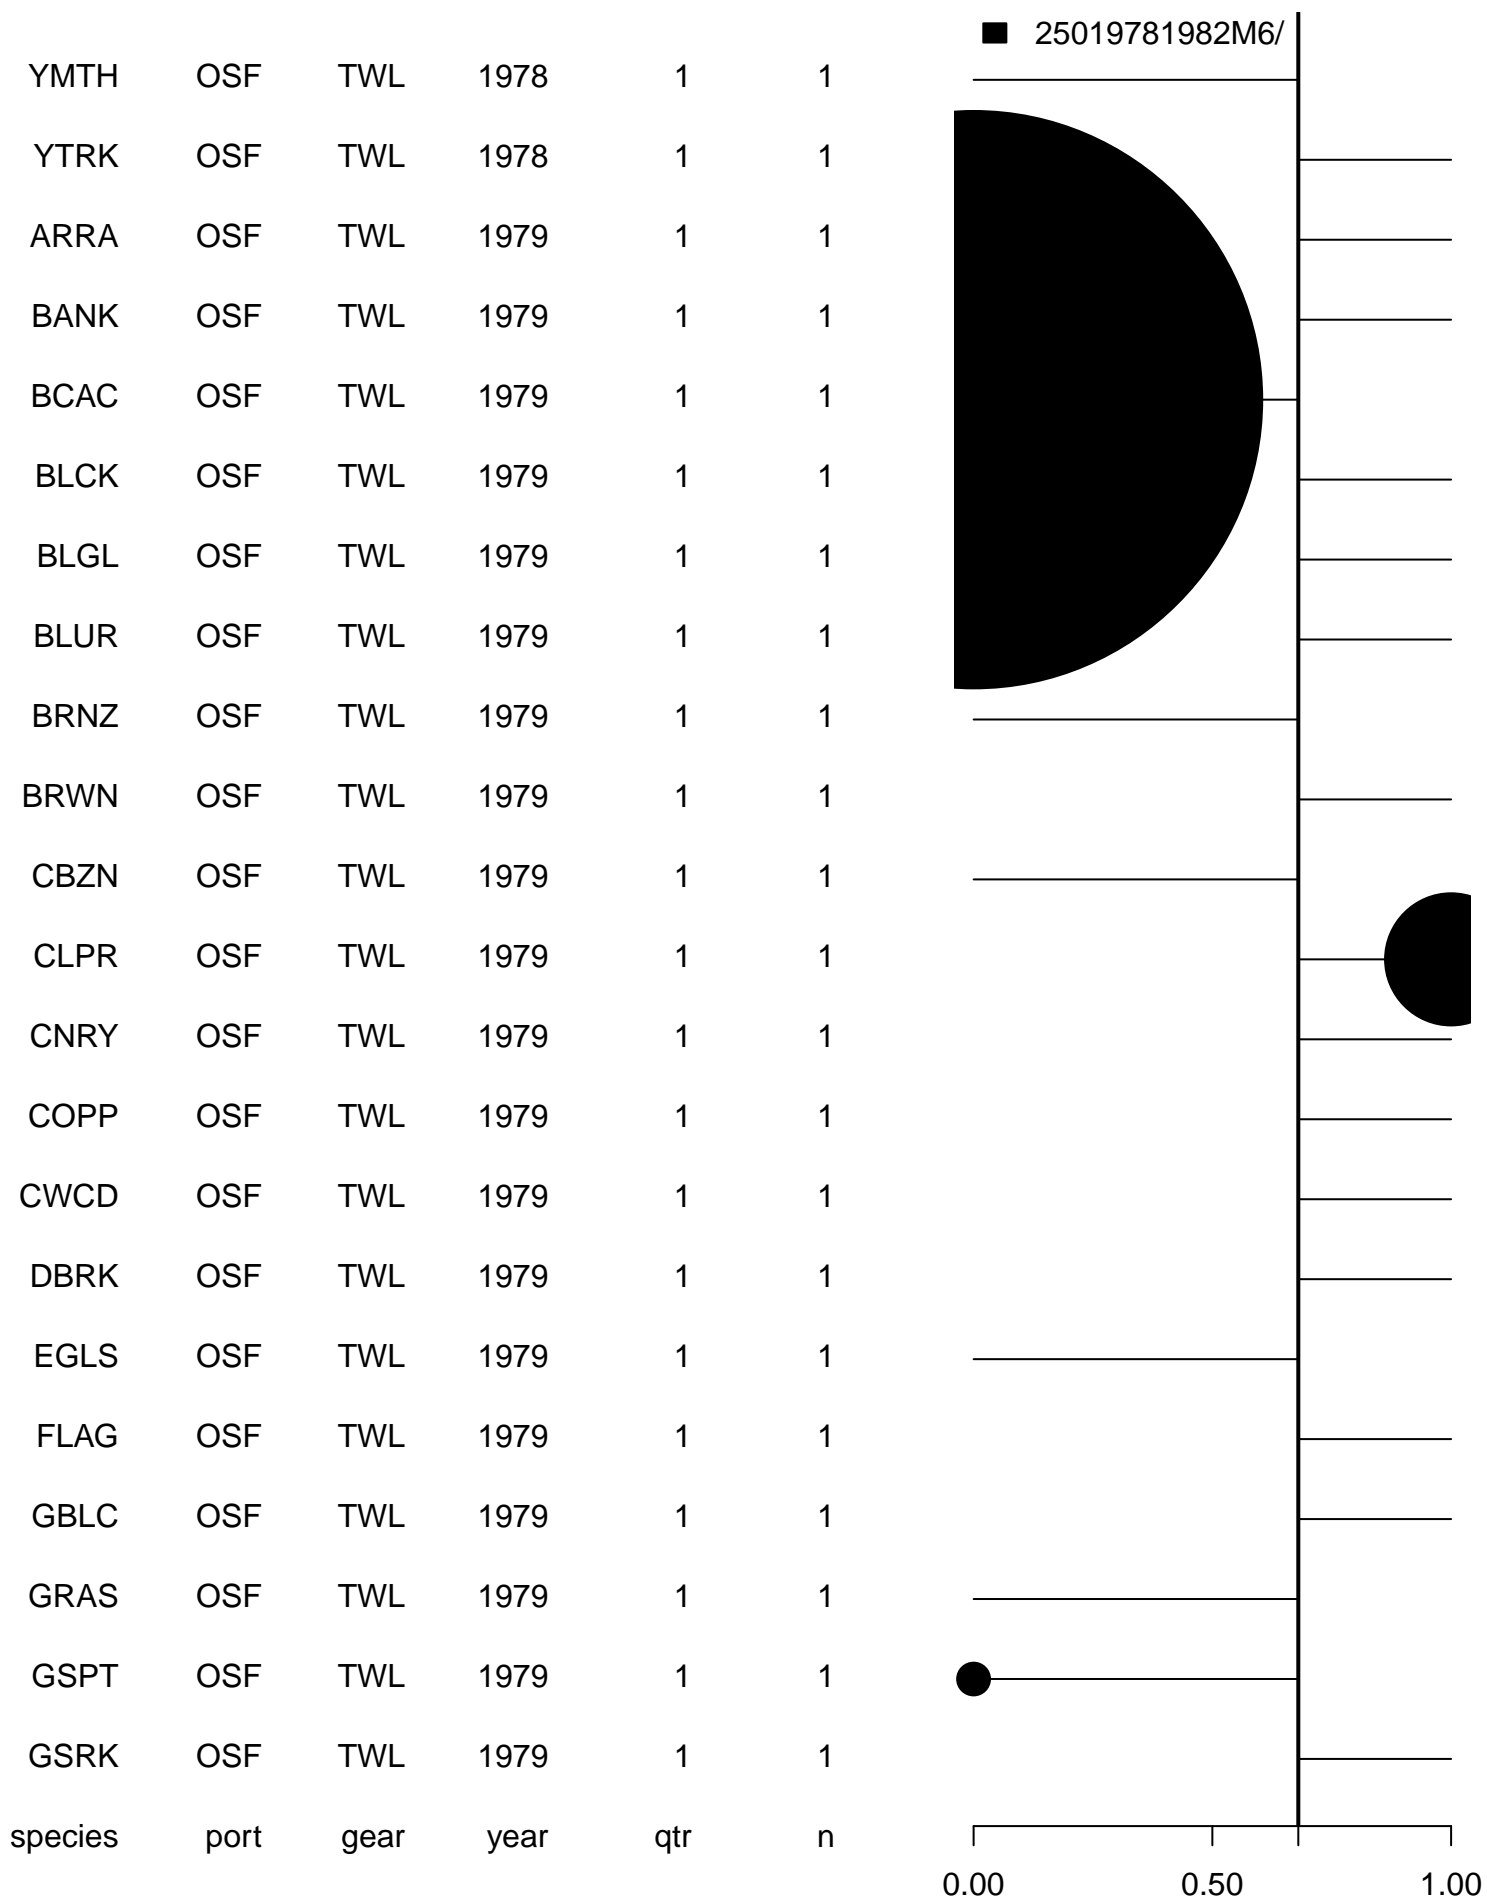 25019781982M6/
YMTH OSF TWL 1978 1 1
YTRK OSF TWL 1978 1 1
ARRA OSF TWL 1979 1 1
BANK OSF TWL 1979 1 1
BCAC OSF TWL 1979 1 1
BLCK OSF TWL 1979 1 1
BLGL OSF TWL 1979 1 1
BLUR OSF TWL 1979 1 1
BRNZ OSF TWL 1979 1 1
BRWN OSF TWL 1979 1 1
CBZN OSF TWL 1979 1 1
CLPR OSF TWL 1979 1 1
CNRY OSF TWL 1979 1 1
COPP OSF TWL 1979 1 1
CWCD OSF TWL 1979 1 1
DBRK OSF TWL 1979 1 1
EGLS OSF TWL 1979 1 1
FLAG OSF TWL 1979 1 1
GBLC OSF TWL 1979 1 1
GRAS OSF TWL 1979 1 1
GSPT OSF TWL 1979 1 1
GSRK OSF TWL 1979 1 1
species port gear year qtr n
0.00 0.50 1.00